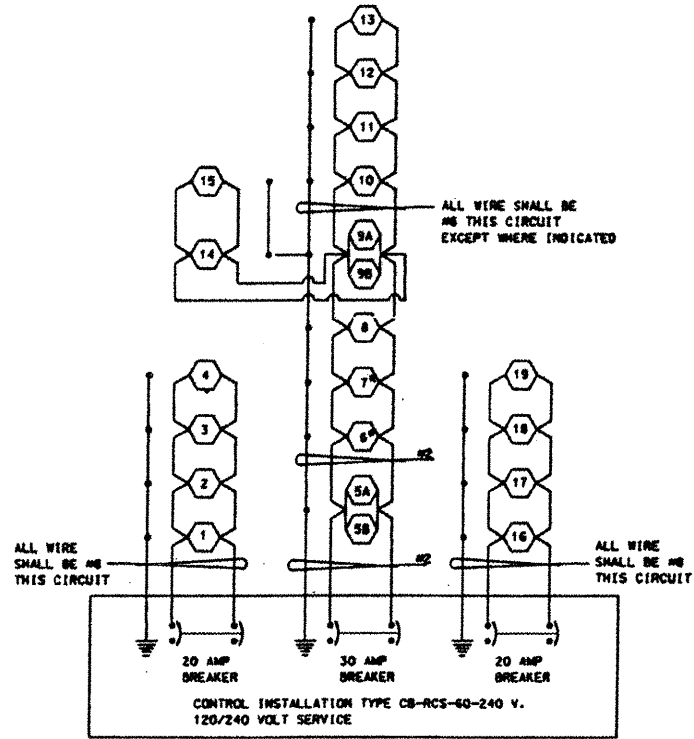 13
12
11
15
10
ALL WIRE SHALL BE
#6 THIS CIRCUIT
EXCEPT WHERE INDICATED
9A
14
9B
8
4
7*
19
3
6*
18
#2
2
5A
17
5B
1
16
ALL WIRE
SHALL BE #8
THIS CIRCUIT
#2
ALL WIRE
SHALL BE #8
THIS CIRCUIT
20 AMP
BREAKER
30 AMP
BREAKER
20 AMP
BREAKER
CONTROL INSTALLATION TYPE CB-RCS-60-240 V.
120/240 VOLT SERVICE